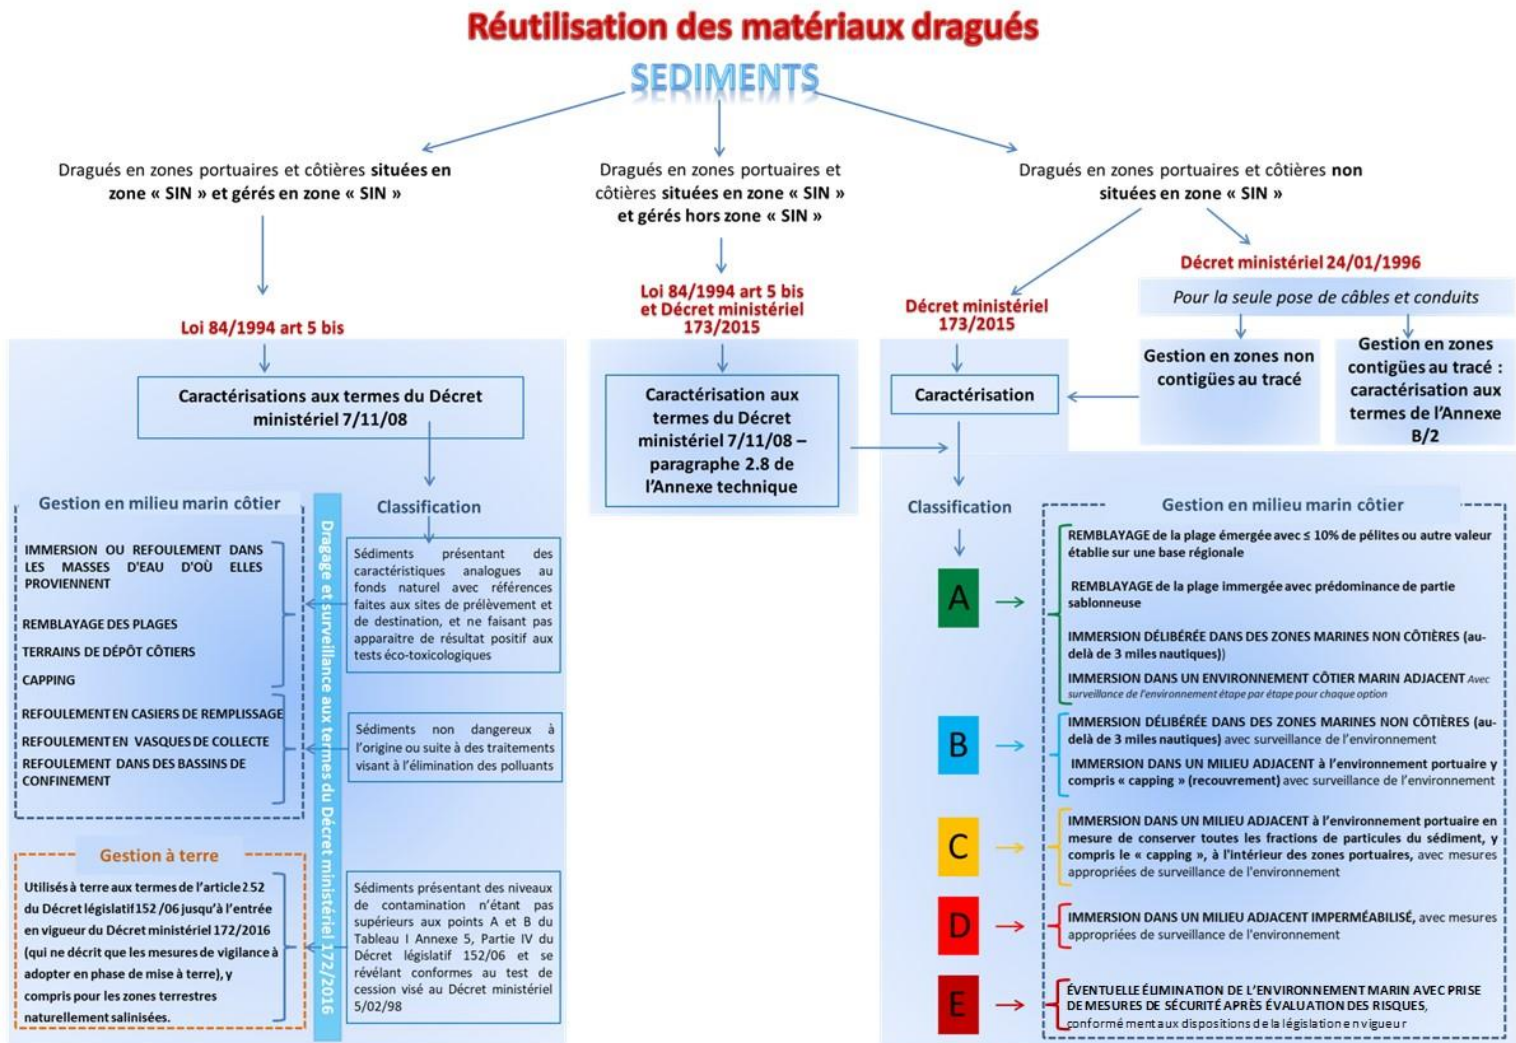 Réutilisation des matériaux dragués
SEDIMENTS
Dragués en zones portuaires et côtières situées en
zone « SIN » et gérés en zone « SIN »
Dragués en zones portuaires et
côtières situées en zone « SIN »
et gérés hors zone « SIN »
Dragués en zones portuaires et côtières non
situées en zone « SIN »
Loi 84/1994 art 5 bis
Loi 84/1994 art 5 bis
et Décret ministériel
173/2015
Décret ministériel
173/2015
Décret ministériel 24/01/1996
Pour la seule pose de câbles et conduits
Gestion en zones non
contigües au tracé
Gestion en zones
contigües au tracé :
caractérisation aux
termes de l'Annexe
B/2
Caractérisations aux termes du Décret
ministériel 7/11/08
Caractérisation aux
termes du Décret
ministériel 7/11/08 –
paragraphe 2.8 de
l'Annexe technique
Caractérisation
Gestion en milieu marin côtier
IMMERSION OU REFOULEMENT DANS
LES MASSES D'EAU D'OÙ ELLES
PROVIENNENT
REMBLAYAGE DES PLAGES
TERRAINS DE DÉPÔT CÔTIERS
CAPPING
REFOULEMENT EN CASIERS DE REMPLISSAGE
REFOULEMENT EN VASQUES DE COLLECTE
REFOULEMENT DANS DES BASSINS DE
CONFINEMENT
Gestion à terre
Utilisés à terre aux termes de l'article 252
du Décret législatif 152 /06 jusqu'à l'entrée
en vigueur du Décret ministériel 172/2016
(qui ne décrit que les mesures de vigilance à
adopter en phase de mise à terre), y
compris pour les zones terrestres
naturellement salinisées.
Dragage et surveillance aux termes du Décret ministériel 172/2016
Classification
Sédiments présentant des
caractéristiques analogues au
fonds naturel avec références
faites aux sites de prélèvement et
de destination, et ne faisant pas
apparaitre de résultat positif aux
tests éco-toxicologiques
Sédiments non dangereux à
l'origine ou suite à des traitements
visant à l'élimination des polluants
Sédiments présentant des niveaux
de contamination n'étant pas
supérieurs aux points A et B du
Tableau I Annexe 5, Partie IV du
Décret législatif 152/06 et se
révélant conformes au test de
cession visé au Décret ministériel
5/02/98
Classification
Gestion en milieu marin côtier
A
REMBLAYAGE de la plage émergée avec ≤ 10% de pélites ou autre valeur
établie sur une base régionale
REMBLAYAGE de la plage immergée avec prédominance de partie
sablonneuse
IMMERSION DÉLIBÉRÉE DANS DES ZONES MARINES NON CÔTIÈRES (au-
delà de 3 miles nautiques))
IMMERSION DANS UN ENVIRONNEMENT CÔTIER MARIN ADJACENT Avec
surveillance de l'environnement étape par étape pour chaque option
B
IMMERSION DÉLIBÉRÉE DANS DES ZONES MARINES NON CÔTIÈRES (au-
delà de 3 miles nautiques) avec surveillance de l'environnement
IMMERSION DANS UN MILIEU ADJACENT à l'environnement portuaire y
compris « capping » (recouvrement) avec surveillance de l'environnement
C
IMMERSION DANS UN MILIEU ADJACENT à l'environnement portuaire en
mesure de conserver toutes les fractions de particules du sédiment, y
compris le « capping », à l'intérieur des zones portuaires, avec mesures
appropriées de surveillance de l'environnement
D
IMMERSION DANS UN MILIEU ADJACENT IMPERMÉABILISÉ, avec mesures
appropriées de surveillance de l'environnement
E
ÉVENTUELLE ÉLIMINATION DE L'ENVIRONNEMENT MARIN AVEC PRISE
DE MESURES DE SÉCURITÉ APRÈS ÉVALUATION DES RISQUES,
conformément aux dispositions de la législation en vigueur